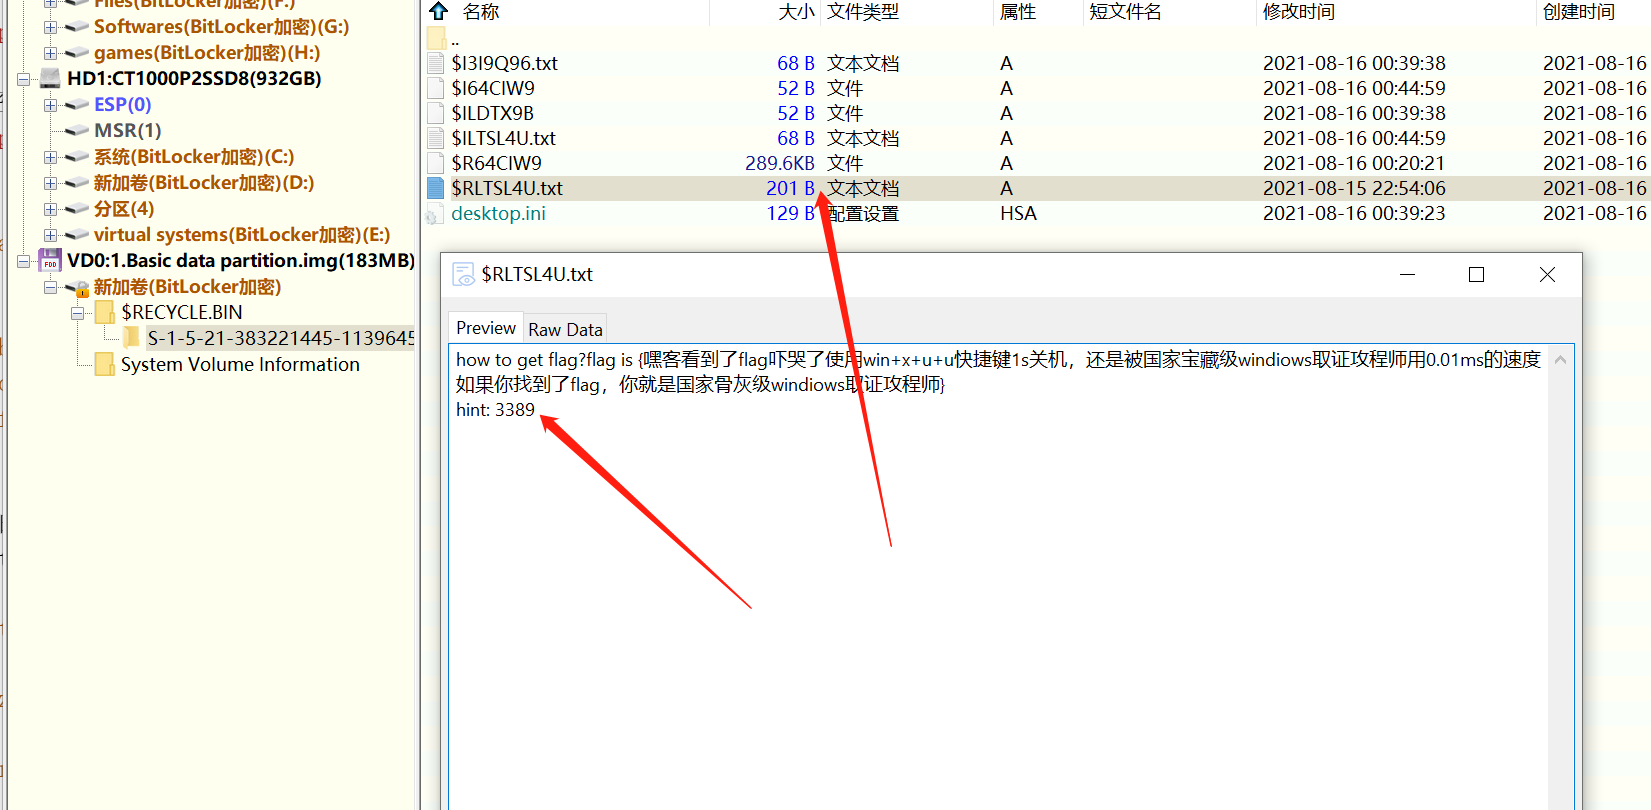 Files(BitLocker加密)(F:)
Softwares(BitLocker加密)(G:)
games(BitLocker加密)(H:)
HD1:CT1000P2SSD8(932GB)
ESP(0)
MSR(1)
系统(BitLocker加密)(C:)
新加卷(BitLocker加密)(D:)
分区(4)
virtual systems(BitLocker加密)(E:)
VD0:1.Basic data partition.img(183MB)
新加卷(BitLocker加密)
$RECYCLE.BIN
S-1-5-21-383221445-1139645
System Volume Information
名称 大小 文件类型 属性 短文件名 修改时间 创建时间
..
$I3I9Q96.txt 68 B 文本文档 A 2021-08-16 00:39:38 2021-08-16
$I64CIW9 52 B 文件 A 2021-08-16 00:44:59 2021-08-16
$ILDTX9B 52 B 文件 A 2021-08-16 00:39:38 2021-08-16
$ILTSL4U.txt 68 B 文本文档 A 2021-08-16 00:44:59 2021-08-16
$R64CIW9 289.6KB 文件 A 2021-08-16 00:20:21 2021-08-16
$RLTSL4U.txt 201 B 文本文档 A 2021-08-15 22:54:06 2021-08-16
desktop.ini 129 B 配置设置 HSA 2021-08-16 00:39:23 2021-08-16
$RLTSL4U.txt
Preview Raw Data
how to get flag?flag is {嘿客看到了flag吓哭了使用win+x+u+u快捷键1s关机，还是被国家宝藏级windiows取证攻程师用0.01ms的速度
如果你找到了flag，你就是国家骨灰级windiows取证攻程师}
hint: 3389